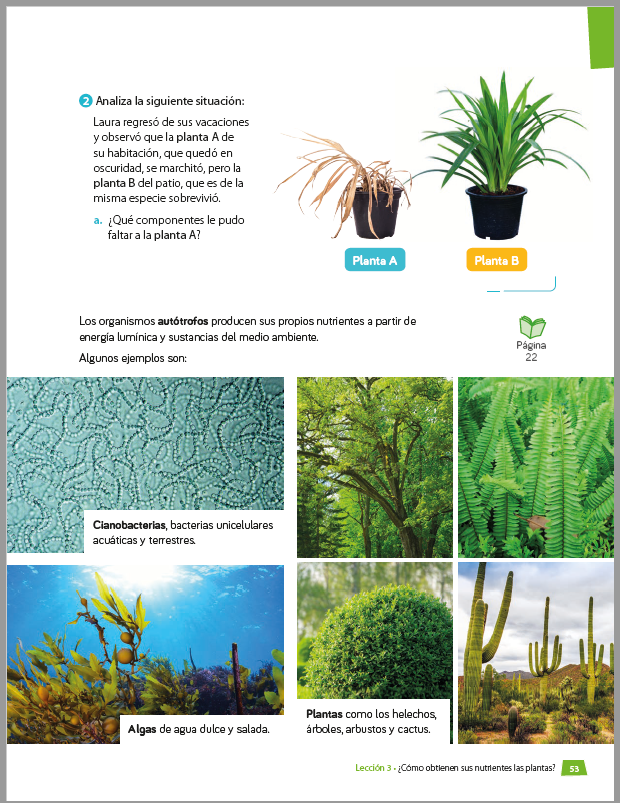 2 Analiza la siguiente situación:
Laura regresó de sus vacaciones
y observó que la planta A de
su habitación, que quedó en
oscuridad, se marchitó, pero la
planta B del patio, que es de la
misma especie sobrevivió.
a. ¿Qué componentes le pudo
faltar a la planta A?
Planta A
Planta B
Los organismos autótrofos producen sus propios nutrientes a partir de
energía lumínica y sustancias del medio ambiente.
Algunos ejemplos son:
Página
22
Cianobacterias, bacterias unicelulares
acuáticas y terrestres.
Algas de agua dulce y salada.
Plantas como los helechos,
árboles, arbustos y cactus.
Lección 3 • ¿Cómo obtienen sus nutrientes las plantas? 53